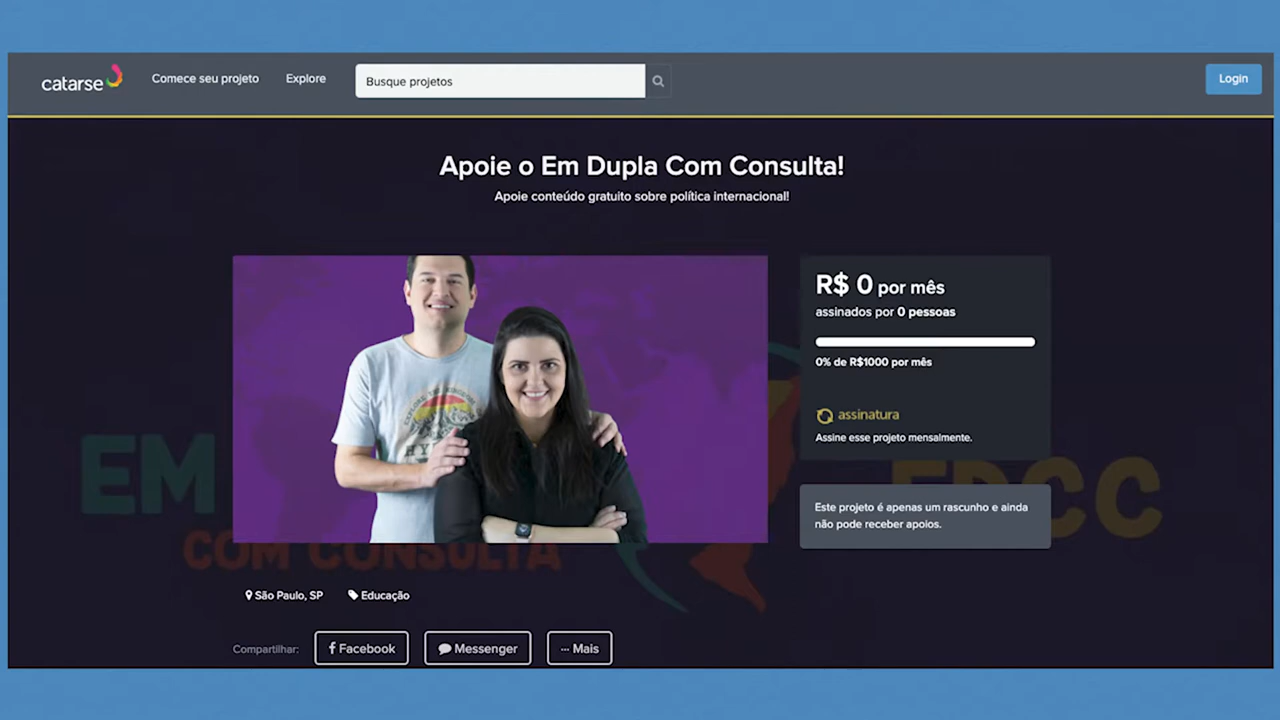 catarse
Comece seu projeto
Explore
Busque projetos
Login
Apoie o Em Dupla Com Consulta!
Apoie conteúdo gratuito sobre política internacional!
R$ 0 por mês
assinados por 0 pessoas
0% de R$1000 por mês
assinatura
Assine esse projeto mensalmente.
Este projeto é apenas um rascunho e ainda
não pode receber apoios.
EM
EDCC
COM CONSULTA
São Paulo, SP
Educação
Compartilhar:
Facebook
Messenger
··· Mais